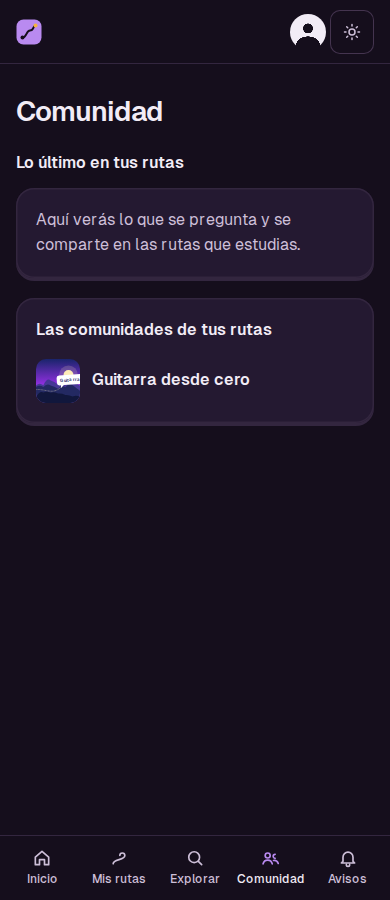 Comunidad
Lo último en tus rutas
Aquí verás lo que se pregunta y se
comparte en las rutas que estudias.
Las comunidades de tus rutas
Guitarra desde cero
Inicio
Mis rutas
Explorar
Comunidad
Avisos